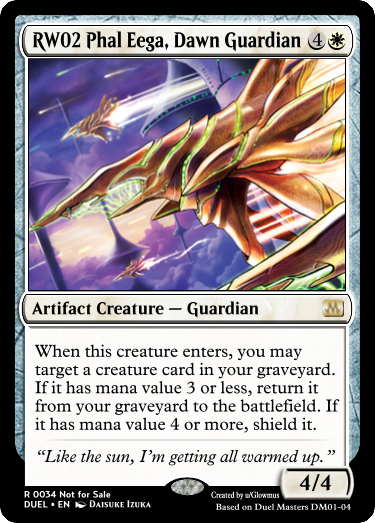 RW02 Phal Eega, Dawn Guardian 4
Artifact Creature — Guardian
When this creature enters, you may
target a creature card in your graveyard.
If it has mana value 3 or less, return it
from your graveyard to the battlefield. If
it has mana value 4 or more, shield it.
“Like the sun, I’m getting all warmed up.”
4/4
R 0034 Not for Sale
DUEL • EN Daisuke Izuka
Created by u/Glowmus
Based on Duel Masters DM01-04